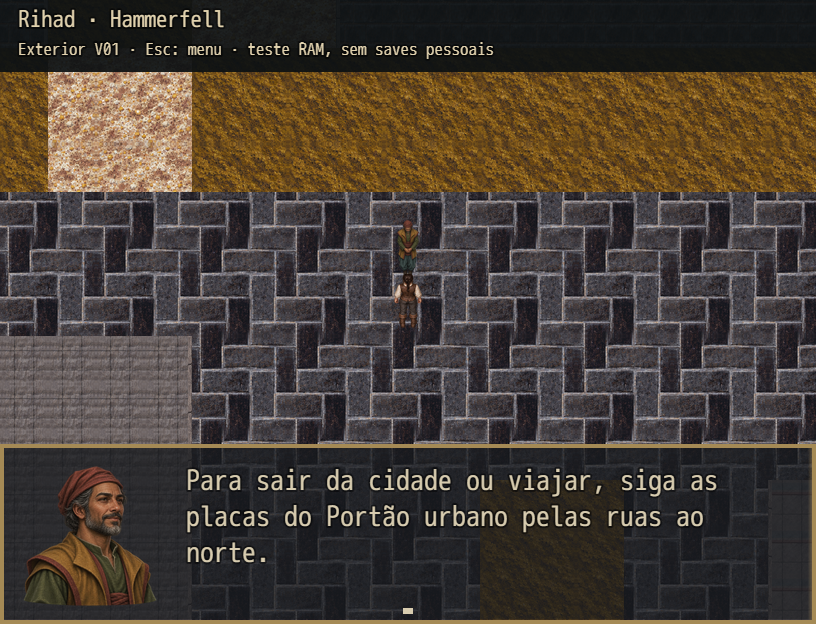 Rihad · Hammerfell
Exterior V01 · Esc: menu · teste RAM, sem saves pessoais
Para sair da cidade ou viajar, siga as
placas do Portão urbano pelas ruas ao
norte.